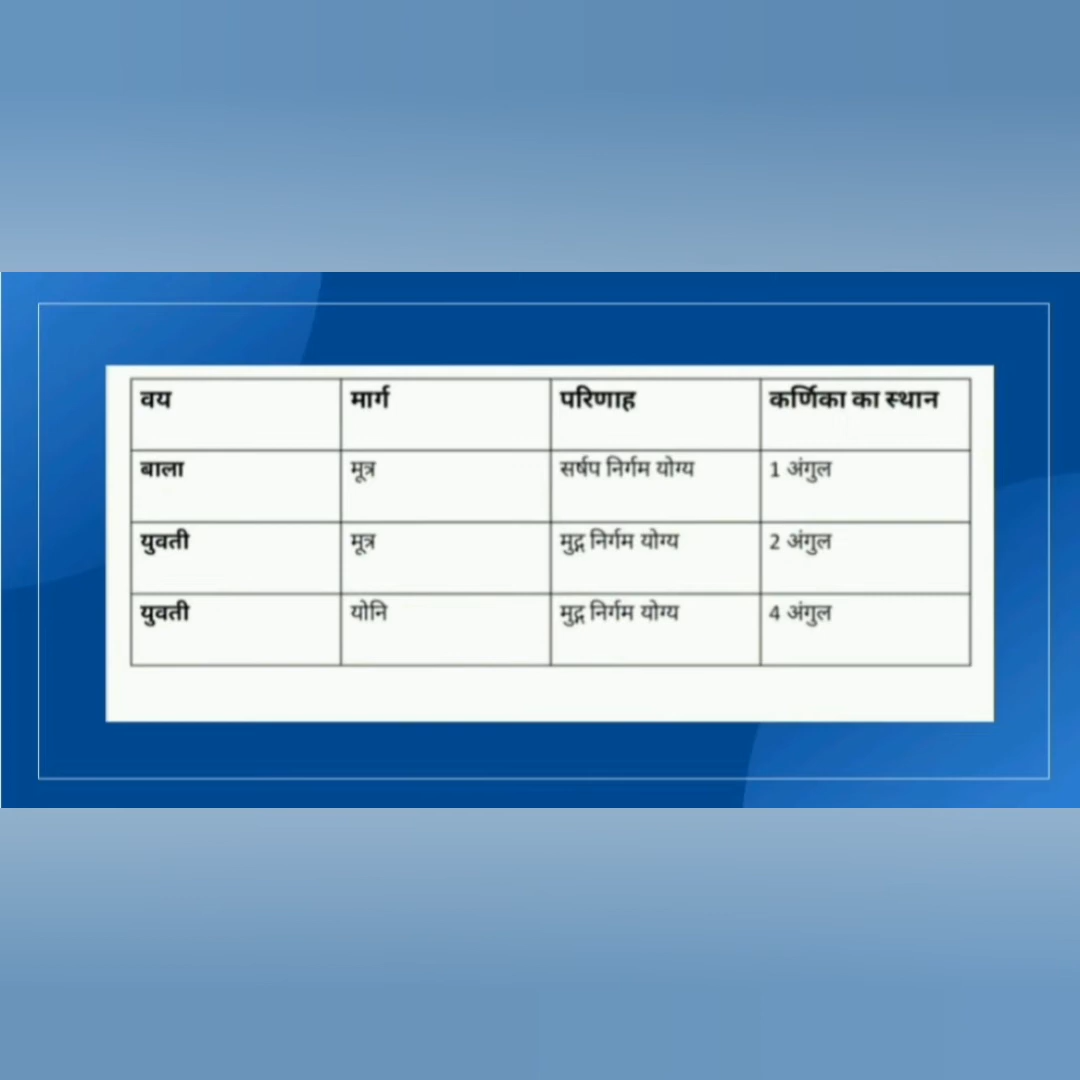 वय मार्ग परिणाह कर्णिका का स्थान
बाला मूत्र सर्षप निर्गम योग्य 1 अंगुल
युवती मूत्र मुद्ग निर्गम योग्य 2 अंगुल
युवती योनि मुद्ग निर्गम योग्य 4 अंगुल